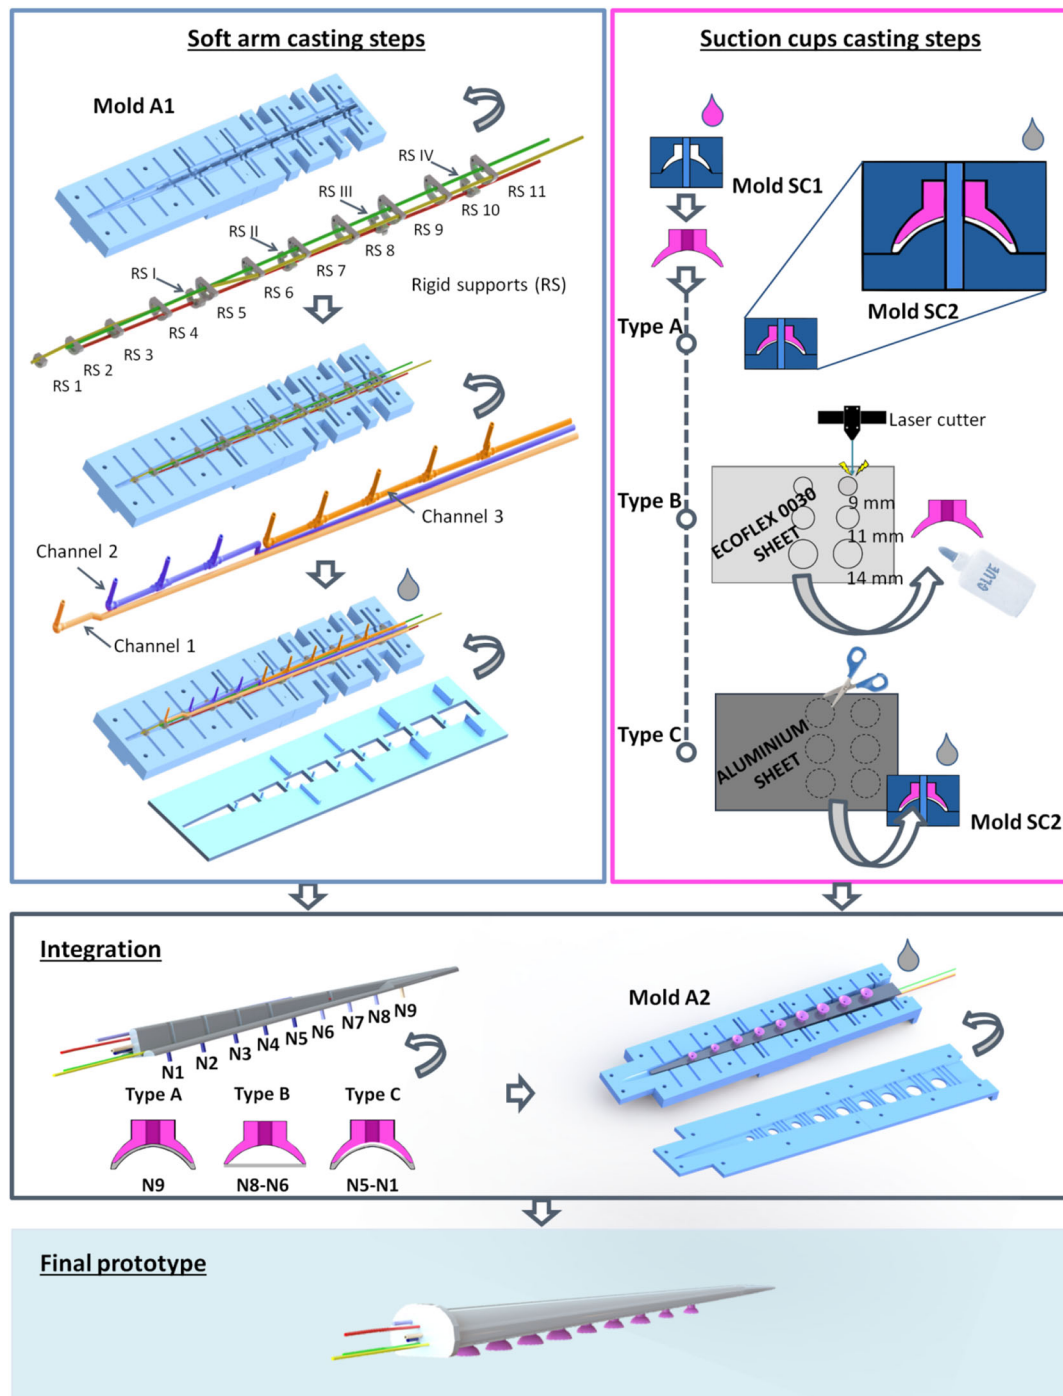 Soft arm casting steps
Mold A1
RS IV
RS III
RS II
RS I
RS 11
RS 10
RS 9
RS 8
RS 7
RS 6
RS 5
RS 4
RS 3
RS 2
RS 1
Rigid supports (RS)
Channel 3
Channel 2
Channel 1
Suction cups casting steps
Mold SC1
Mold SC2
Type A
Laser cutter
Type B
ECOFLEX 0030
SHEET
9 mm
11 mm
14 mm
GLUE
Type C
ALUMINIUM
SHEET
Mold SC2
Integration
N1
N2
N3
N4
N5
N6
N7
N8
N9
Type A
Type B
Type C
N9
N8-N6
N5-N1
Mold A2
Final prototype